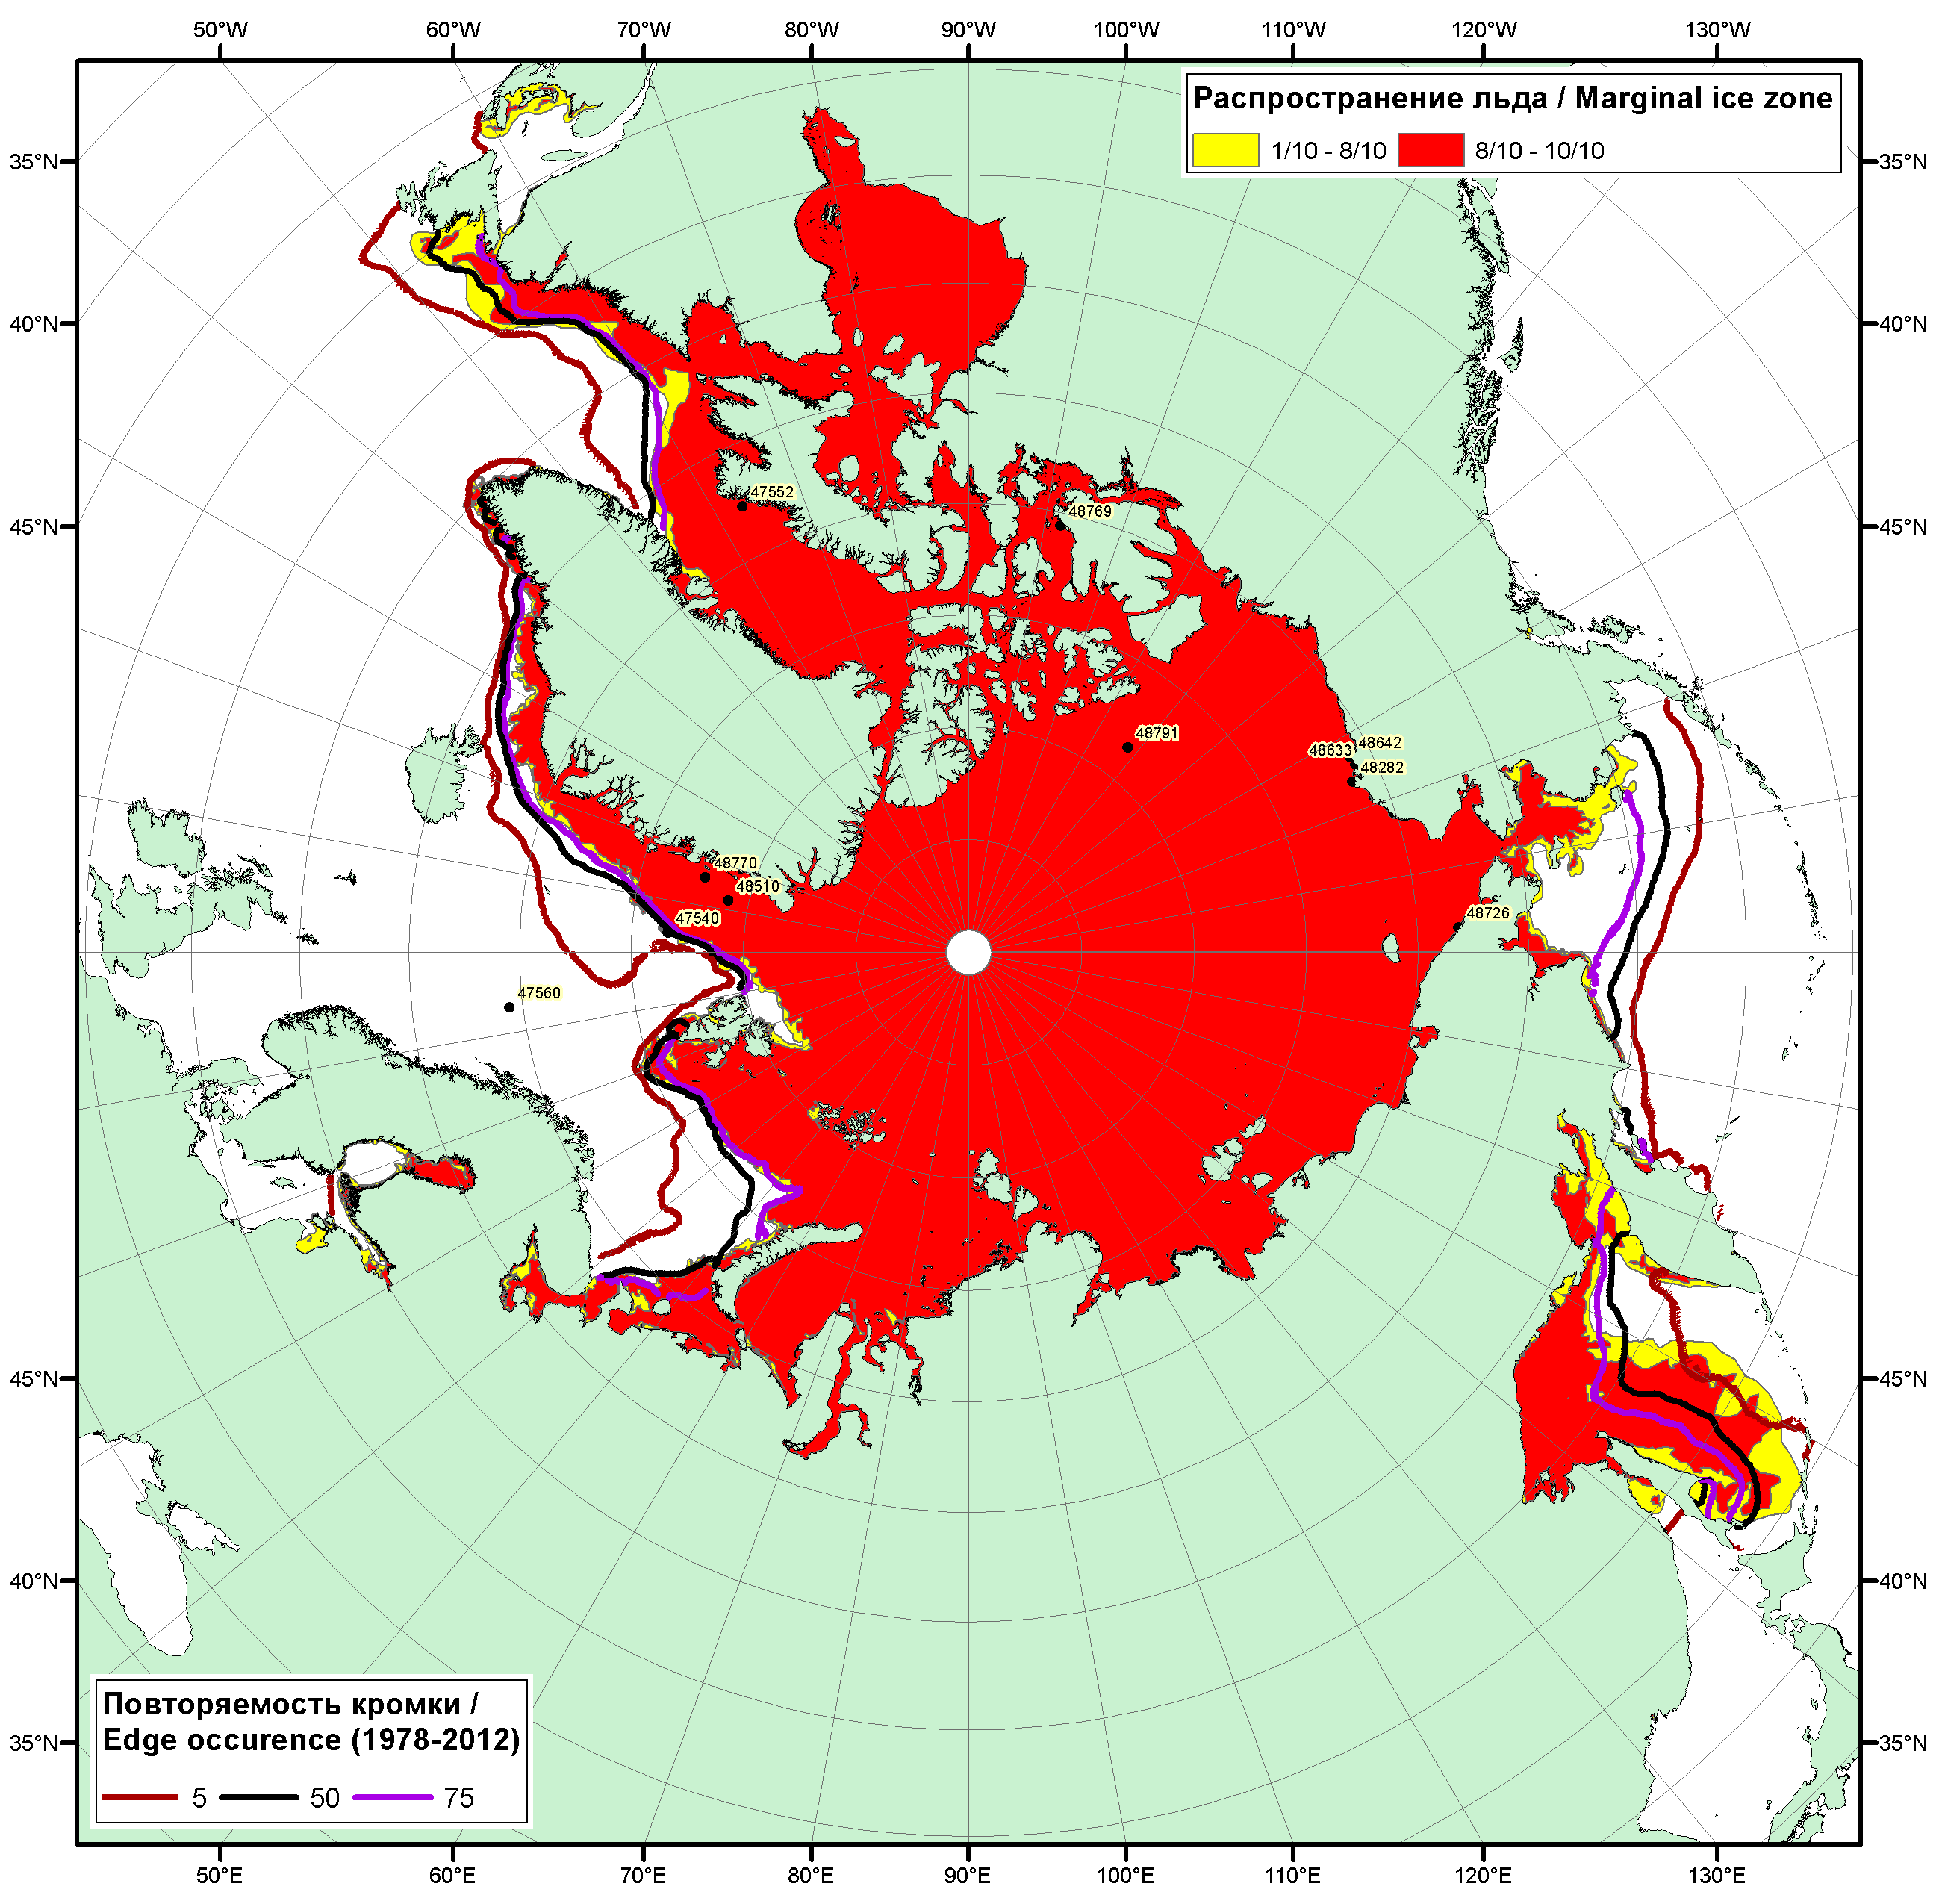 50°W 60°W 70°W 80°W 90°W 100°W 110°W 120°W 130°W
Распространение льда / Marginal ice zone
1/10 - 8/10 8/10 - 10/10
35°N 35°N
40°N 40°N
47552
48769
45°N 45°N
48791
48642
48633
48282
48770
48510
47540 48726
47560
45°N 45°N
40°N 40°N
Повторяемость кромки /
Edge occurence (1978-2012)
35°N 35°N
5 50 75
50°E 60°E 70°E 80°E 90°E 100°E 110°E 120°E 130°E